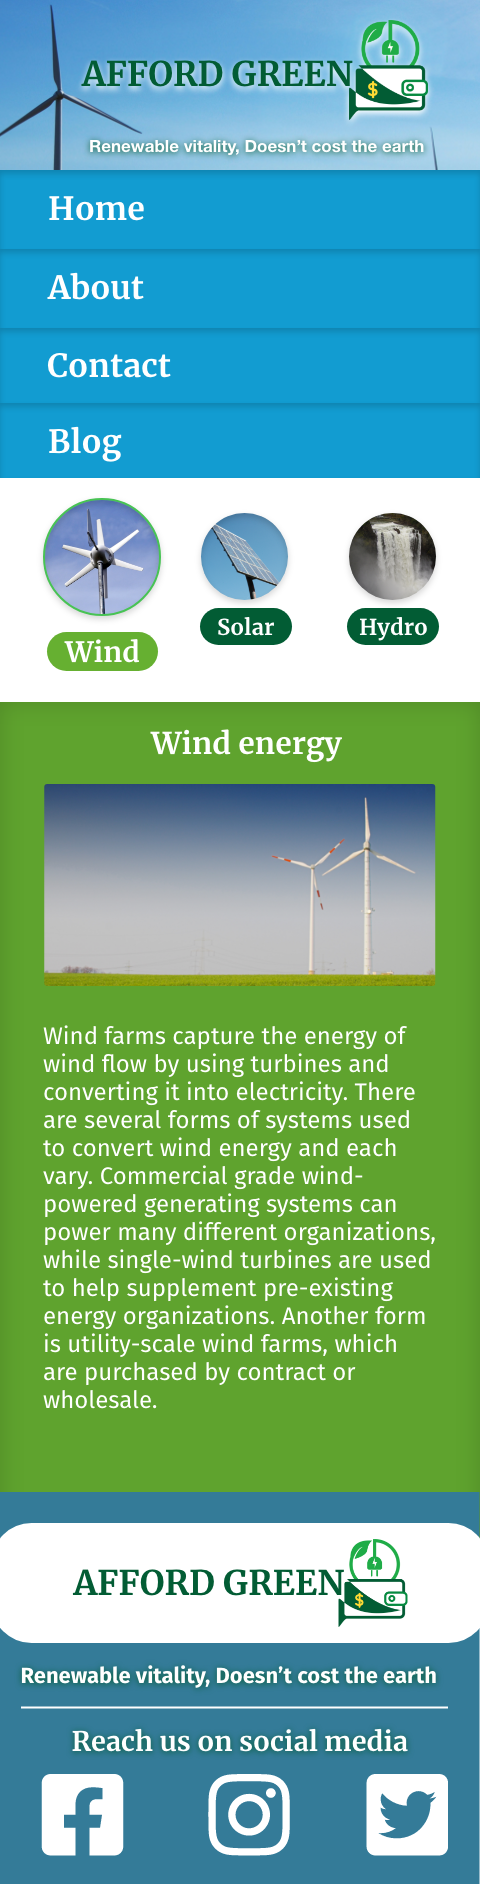 AFFORD GREEN
$
Renewable vitality, Doesn't cost the earth
Home
About
Contact
Blog
Wind
Solar
Hydro
Wind energy
Wind farms capture the energy of
wind flow by using turbines and
converting it into electricity. There
are several forms of systems used
to convert wind energy and each
vary. Commercial grade wind-
powered generating systems can
power many different organizations,
while single-wind turbines are used
to help supplement pre-existing
energy organizations. Another form
is utility-scale wind farms, which
are purchased by contract or
wholesale.
AFFORD GREEN
$
Renewable vitality, Doesn't cost the earth
Reach us on social media